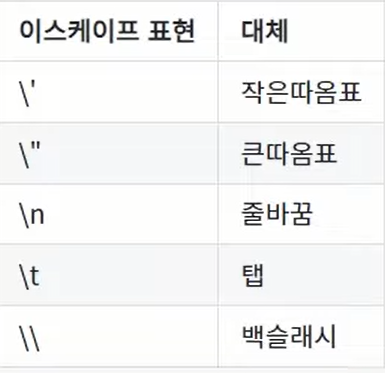 이스케이프 표현 대체
\' 작은따옴표
\" 큰따옴표
\n 줄바꿈
\t 탭
\\ 백슬래시